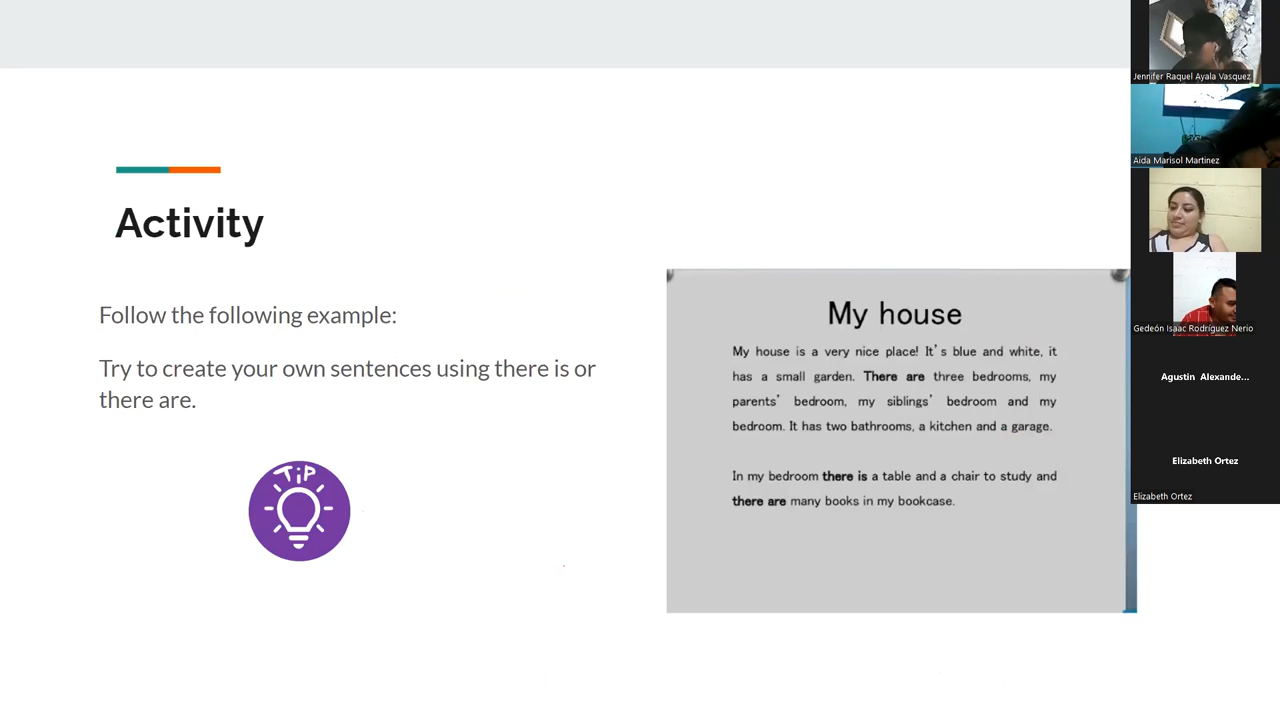 Activity
Follow the following example:
Try to create your own sentences using there is or
there are.
TiP
My house
My house is a very nice place! It's blue and white, it
has a small garden. There are three bedrooms, my
parents' bedroom, my siblings' bedroom and my
bedroom. It has two bathrooms, a kitchen and a garage.
In my bedroom there is a table and a chair to study and
there are many books in my bookcase.
Jennifer Raquel Ayala Vasquez
Aida Marisol Martinez
Gedeón Isaac Rodríguez Nerio
Agustin Alexande...
Elizabeth Ortez
Elizabeth Ortez